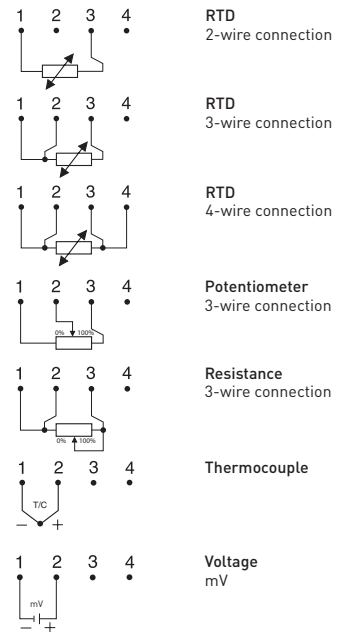 1 2 3 4 RTD
2-wire connection
1 2 3 4 RTD
3-wire connection
1 2 3 4 RTD
4-wire connection
1 2 3 4 Potentiometer
3-wire connection
0% 100%
1 2 3 4 Resistance
3-wire connection
0% 100%
1 2 3 4 Thermocouple
T/C
− +
1 2 3 4 Voltage
mV
mV
− +